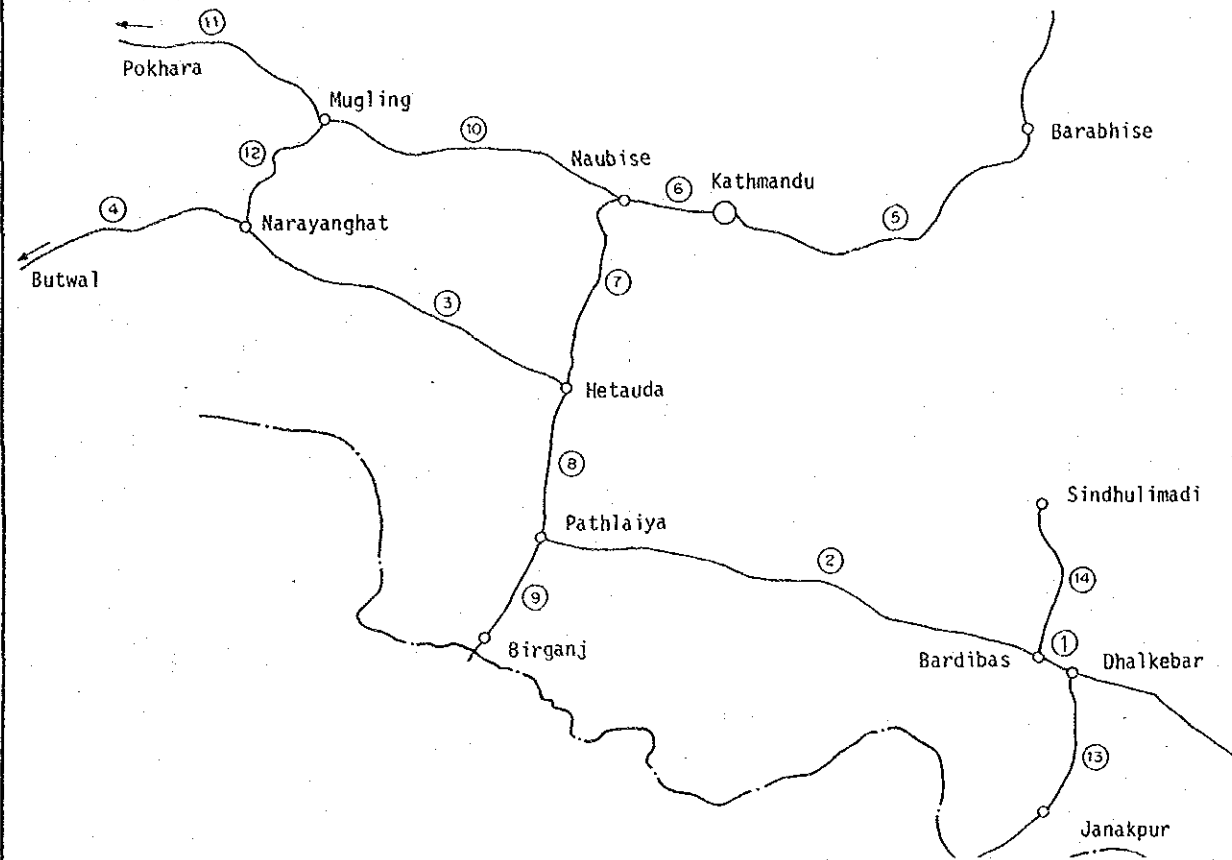 11
Pokhara
Mugling
10
12
Naubise
6
Kathmandu
Barabhise
4
Narayanghat
5
Butwal
7
3
Hetauda
8
Sindhulimadi
Pathlaiya
2
14
9
Birganj
1
Bardibas
Dhalkebar
13
Janakpur